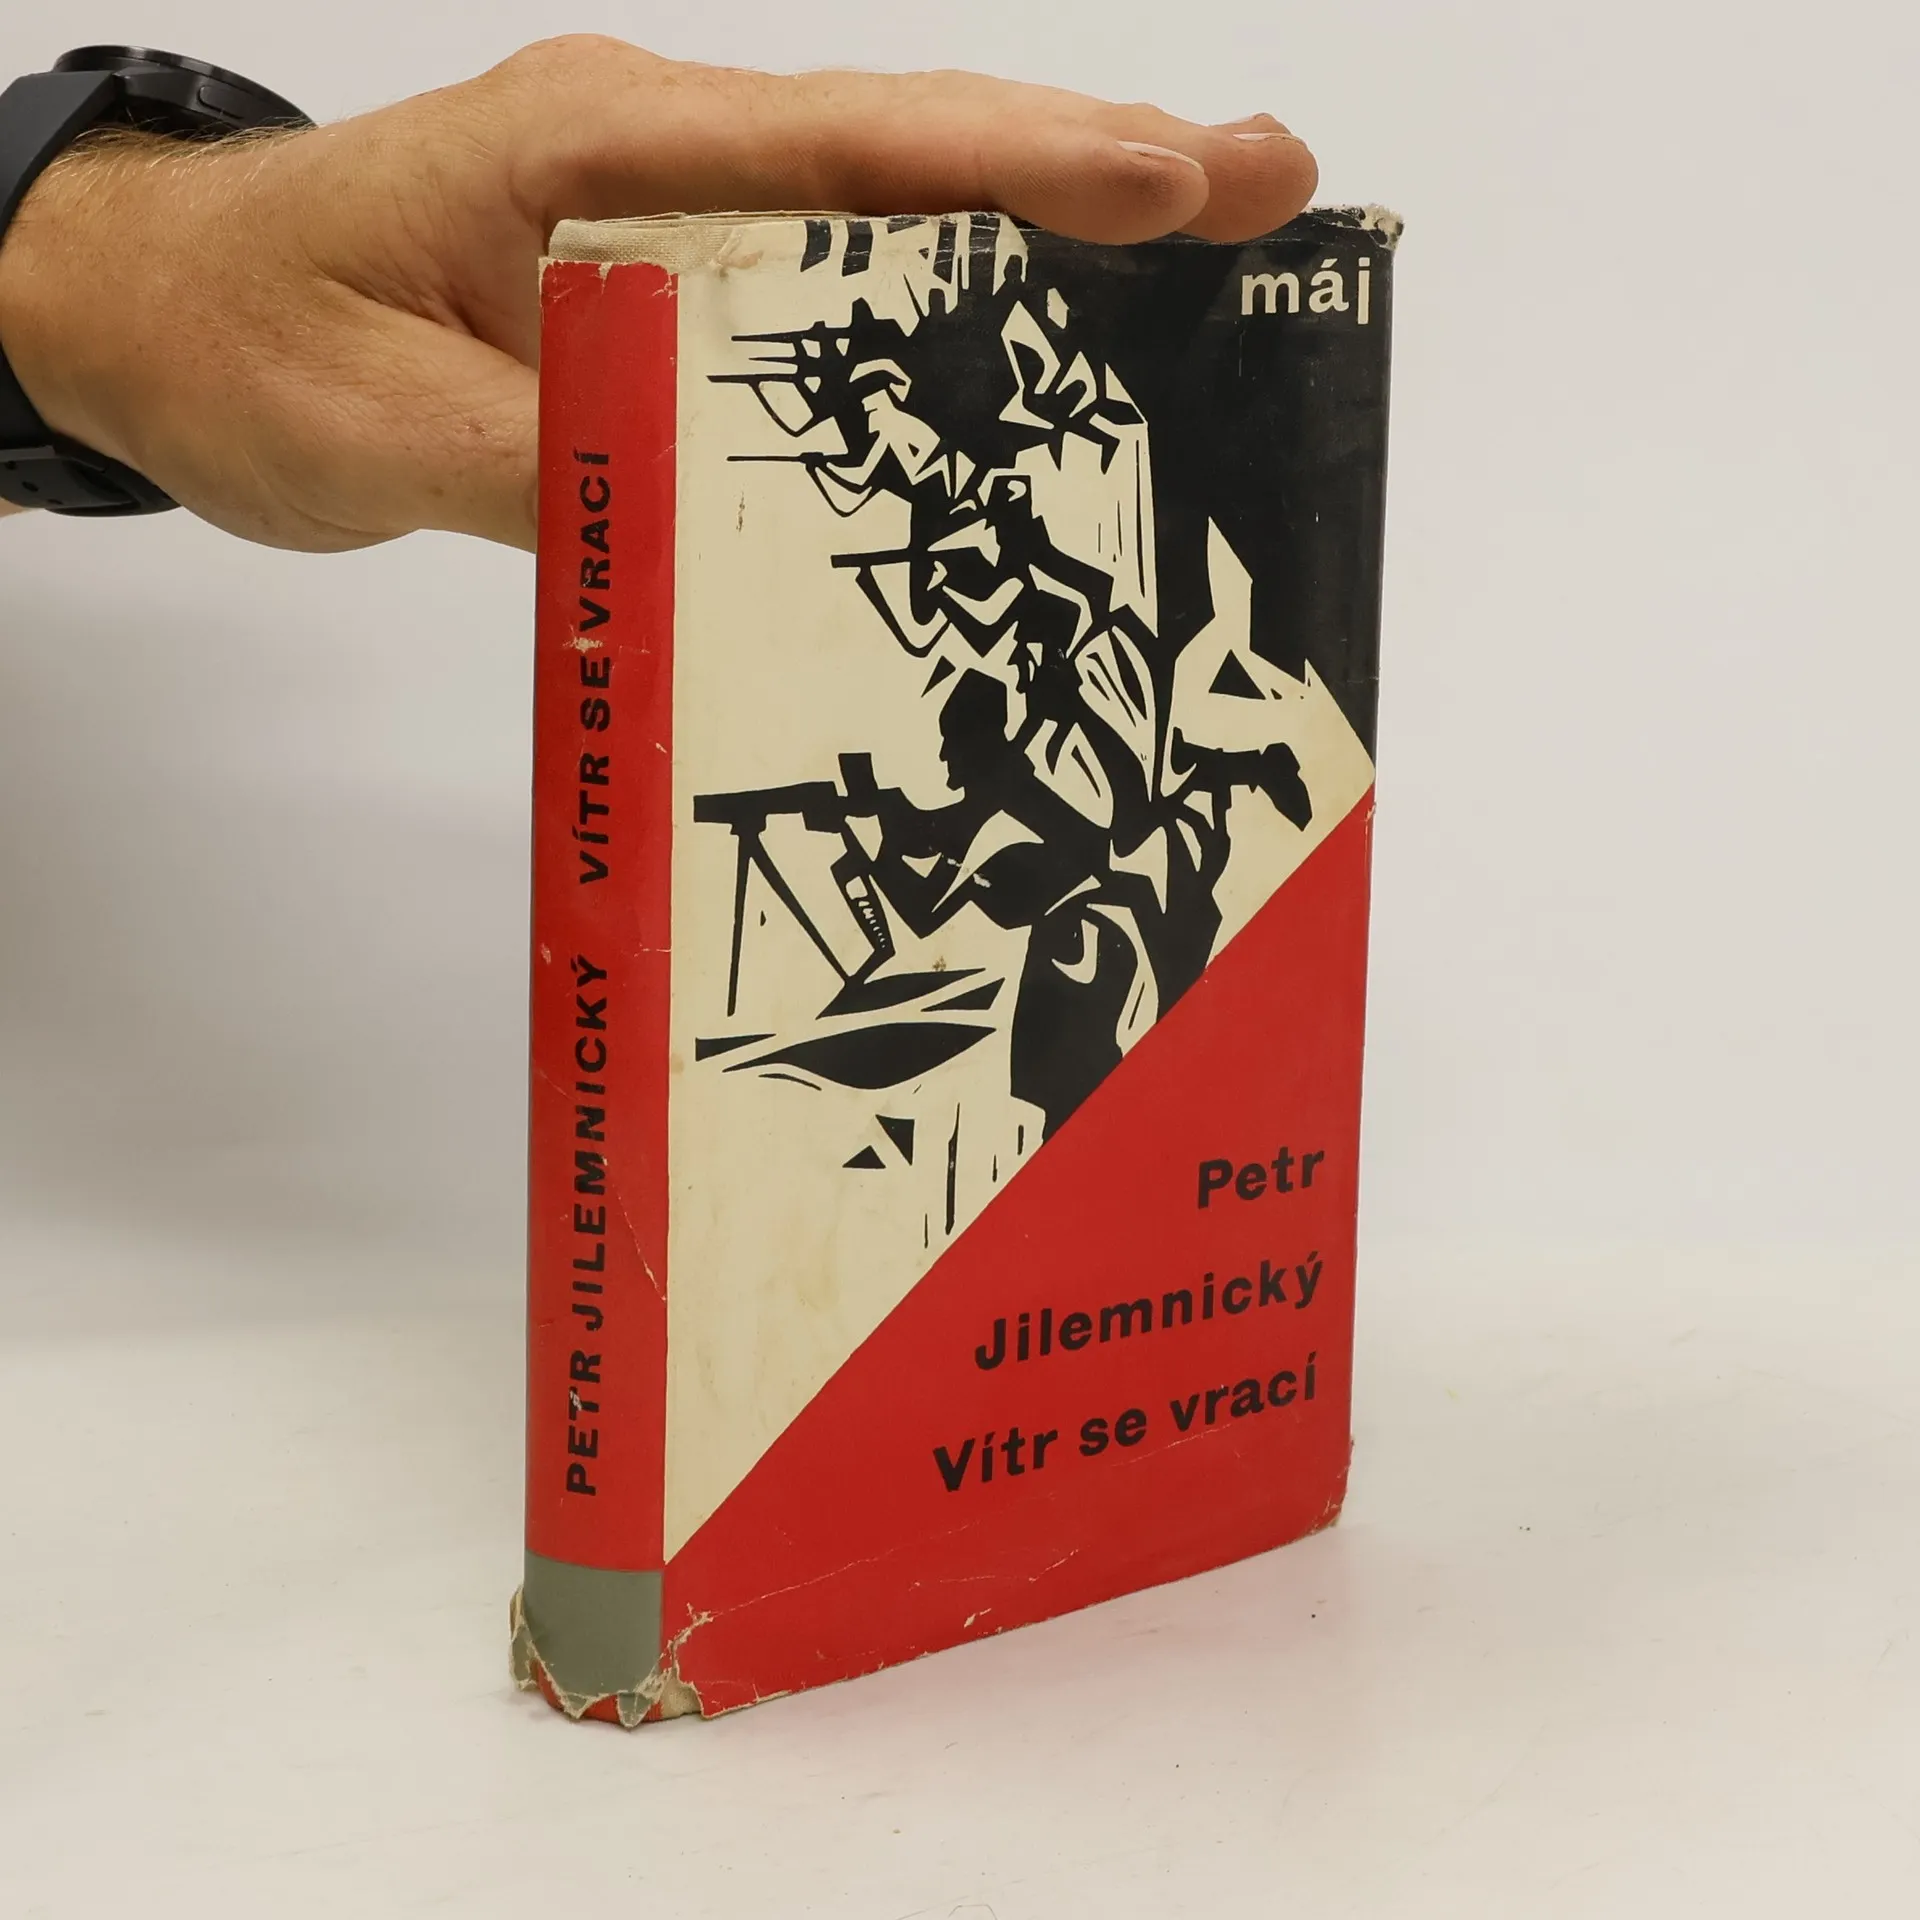 máj
PETR JILEMNICKÝ VÍTR SE VRACÍ
Petr
Jilemnický
Vítr se vrací